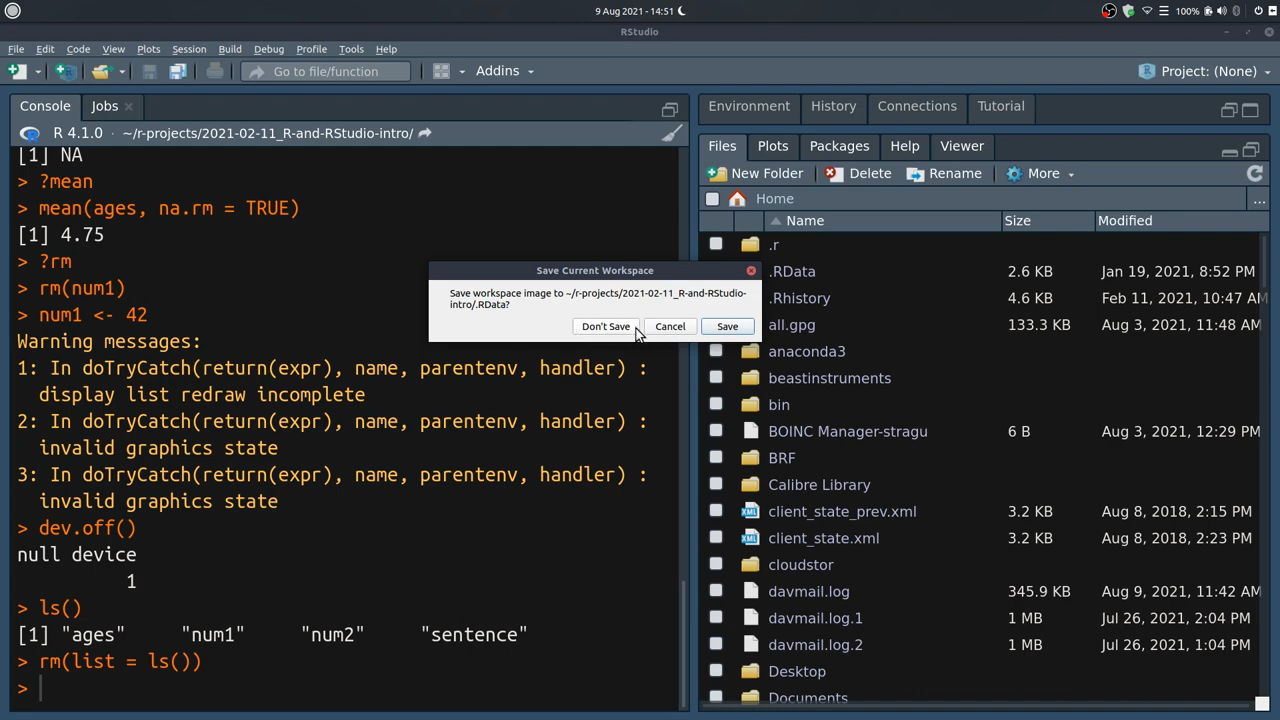 9 Aug 2021 - 14:51
100%
RStudio
File Edit Code View Plots Session Build Debug Profile Tools Help
Go to file/function
Addins
Project: (None)
Console Jobs
R 4.1.0 · ~/r-projects/2021-02-11_R-and-RStudio-intro/
[1] NA
> ?mean
> mean(ages, na.rm = TRUE)
[1] 4.75
> ?rm
> rm(num1)
> num1 <- 42
Warning messages:
1: In doTryCatch(return(expr), name, parentenv, handler) :
display list redraw incomplete
2: In doTryCatch(return(expr), name, parentenv, handler) :
invalid graphics state
3: In doTryCatch(return(expr), name, parentenv, handler) :
invalid graphics state
> dev.off()
null device
1
> ls()
[1] "ages" "num1" "num2" "sentence"
> rm(list = ls())
>
Save Current Workspace
Save workspace image to ~/r-projects/2021-02-11_R-and-RStudio-
intro/.RData?
Don't Save Cancel Save
Environment History Connections Tutorial
Files Plots Packages Help Viewer
New Folder Delete Rename More
Home ...
Name Size Modified
.r
.RData 2.6 KB Jan 19, 2021, 8:52 PM
.Rhistory 4.6 KB Feb 11, 2021, 10:47 AM
all.gpg 133.3 KB Aug 3, 2021, 11:48 AM
anaconda3
beastinstruments
bin
BOINC Manager-stragu 6 B Aug 3, 2021, 12:29 PM
BRF
Calibre Library
client_state_prev.xml 3.2 KB Aug 8, 2018, 2:15 PM
client_state.xml 3.2 KB Aug 8, 2018, 2:23 PM
cloudstor
davmail.log 345.9 KB Aug 9, 2021, 11:42 AM
davmail.log.1 1 MB Jul 26, 2021, 2:04 PM
davmail.log.2 1 MB Jul 26, 2021, 1:04 PM
Desktop
Documents